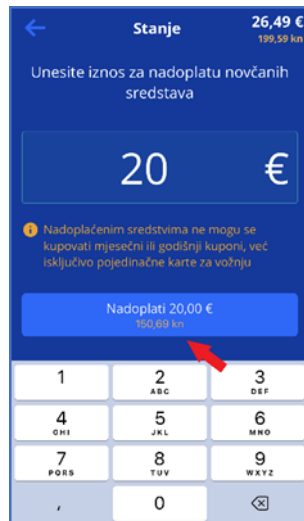 Stanje
26,49 €
199,59 kn
Unesite iznos za nadoplatu novčanih
sredstava
20 €
Nadoplaćenim sredstvima ne mogu se
kupovati mjesečni ili godišnji kuponi, već
isključivo pojedinačne karte za vožnju
Nadoplati 20,00 €
150,69 kn
1 2 3
ABC DEF
4 5 6
GHI JKL MNO
7 8 9
PQRS TUV WXYZ
, 0